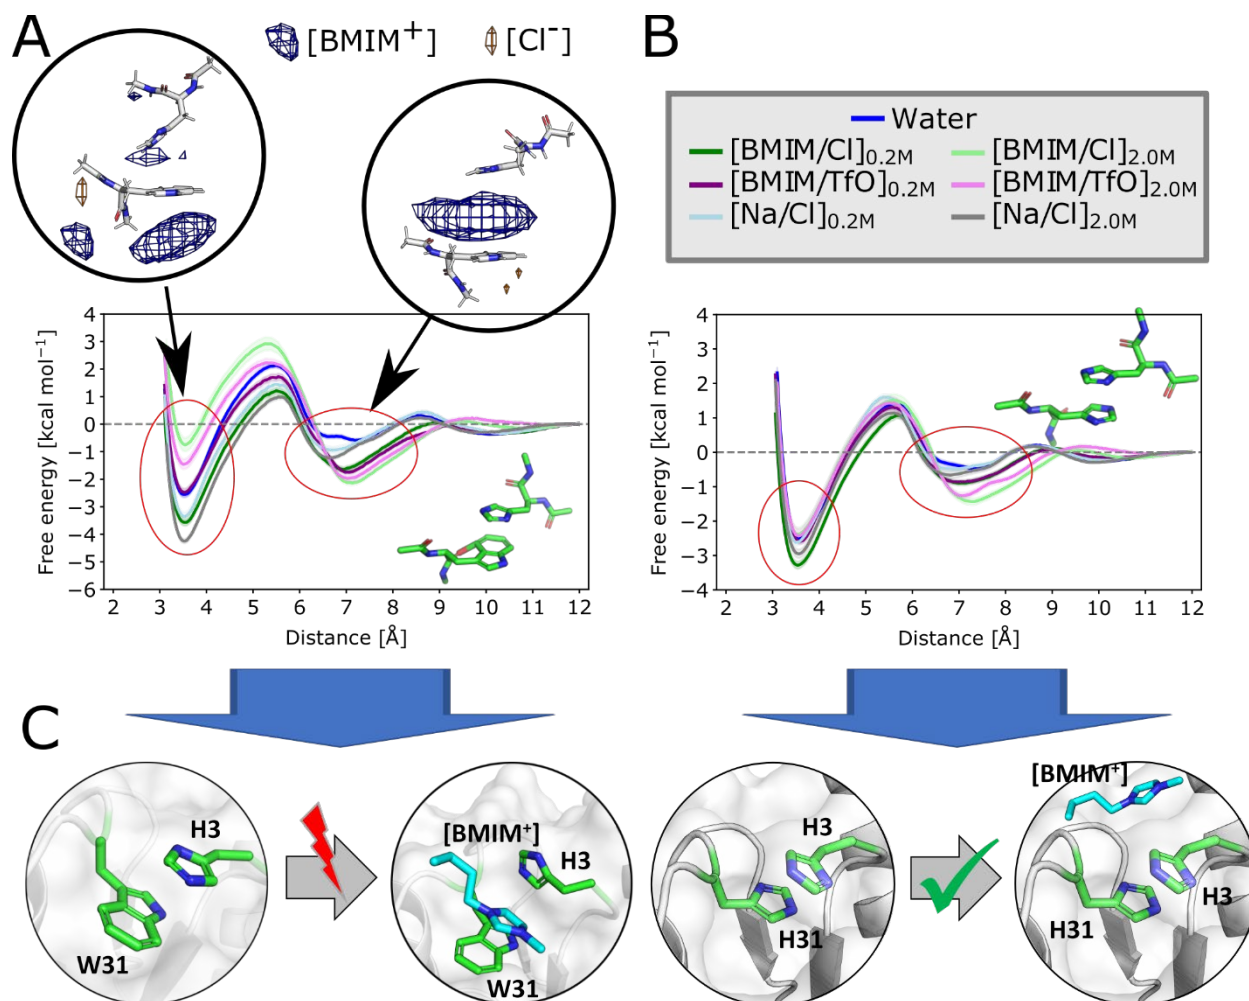 A
[BMIM⁺]
[Cl⁻]
B
Water
[BMIM/Cl]0.2M
[BMIM/Cl]2.0M
[BMIM/TfO]0.2M
[BMIM/TfO]2.0M
[Na/Cl]0.2M
[Na/Cl]2.0M
Free energy [kcal mol⁻¹]
4
3
2
1
0
−1
−2
−3
−4
−5
−6
2 3 4 5 6 7 8 9 10 11 12
Distance [Å]
Free energy [kcal mol⁻¹]
4
3
2
1
0
−1
−2
−3
−4
2 3 4 5 6 7 8 9 10 11 12
Distance [Å]
C
H3
W31
[BMIM⁺]
H3
W31
H3
H31
[BMIM⁺]
H3
H31